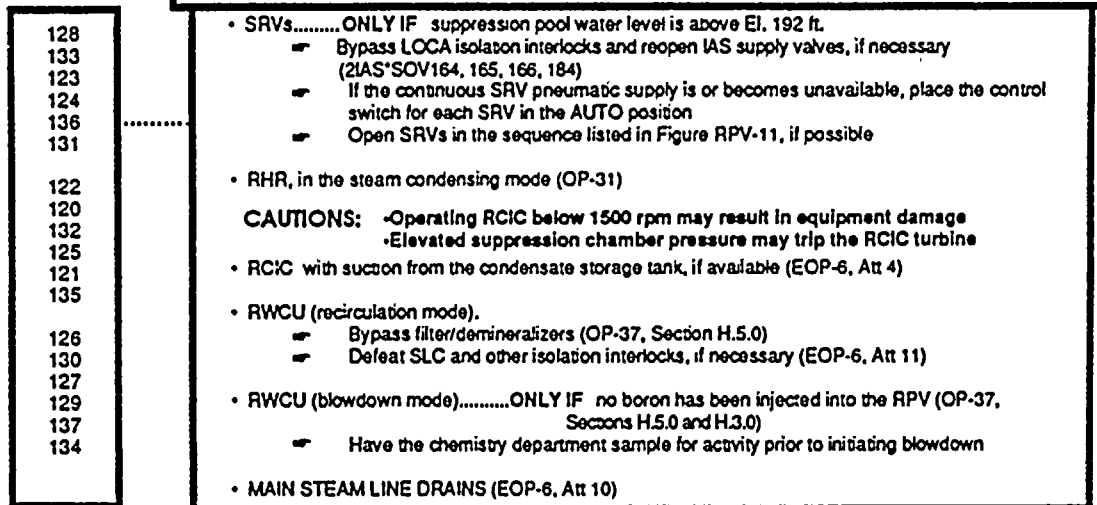 128
133
123
124
136
131
122
120
132
125
121
135
126
130
127
129
137
134
..........
• SRVs.........ONLY IF suppression pool water level is above El. 192 ft.
☛ Bypass LOCA isolation interlocks and reopen IAS supply valves, if necessary
(2IAS*SOV164, 165, 166, 184)
☛ If the continuous SRV pneumatic supply is or becomes unavailable, place the control
switch for each SRV in the AUTO position
☛ Open SRVs in the sequence listed in Figure RPV-11, if possible
• RHR, in the steam condensing mode (OP-31)
CAUTIONS: •Operating RCIC below 1500 rpm may result in equipment damage
•Elevated suppression chamber pressure may trip the RCIC turbine
• RCIC with suction from the condensate storage tank, if available (EOP-6, Att 4)
• RWCU (recirculation mode).
☛ Bypass filter/demineralizers (OP-37, Section H.5.0)
☛ Defeat SLC and other isolation interlocks, if necessary (EOP-6, Att 11)
• RWCU (blowdown mode)..........ONLY IF no boron has been injected into the RPV (OP-37,
Sections H.5.0 and H.3.0)
☛ Have the chemistry department sample for activity prior to initiating blowdown
• MAIN STEAM LINE DRAINS (EOP-6, Att 10)